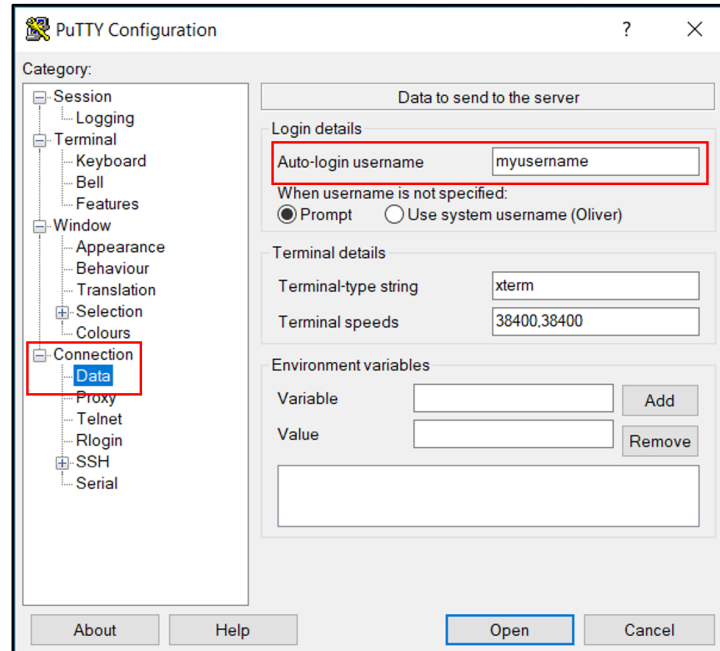 PuTTY Configuration
?
Category:
Session
Logging
Terminal
Keyboard
Bell
Features
Window
Appearance
Behaviour
Translation
Selection
Colours
Connection
Data
Proxy
Telnet
Rlogin
SSH
Serial
Data to send to the server
Login details
Auto-login username myusername
When username is not specified:
Prompt Use system username (Oliver)
Terminal details
Terminal-type string xterm
Terminal speeds 38400,38400
Environment variables
Variable Add
Value Remove
About Help Open Cancel